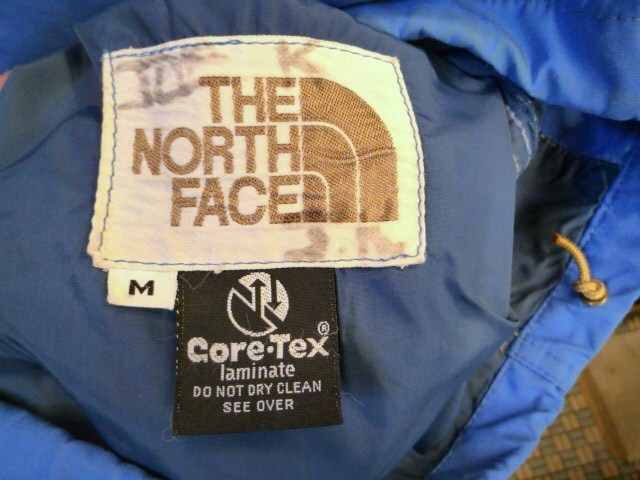 THE
NORTH
FACE
J.K
M
GORE-TEX®
laminate
DO NOT DRY CLEAN
SEE OVER